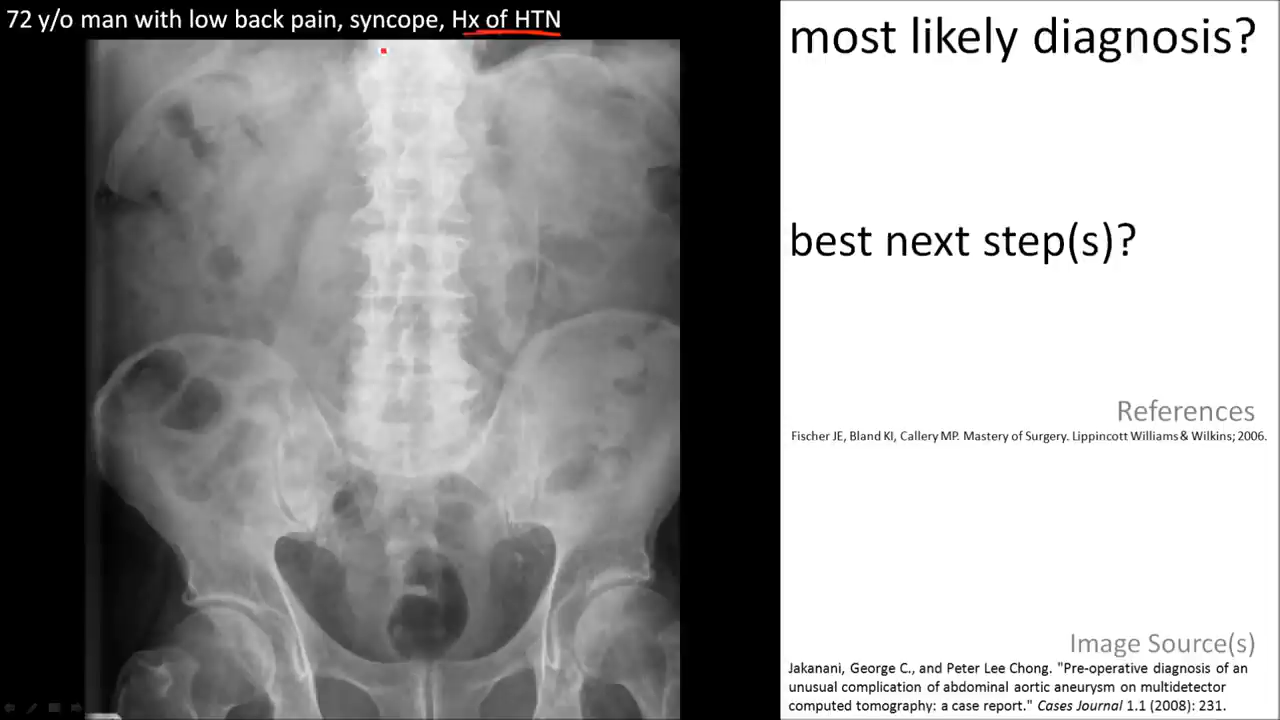 72 y/o man with low back pain, syncope, Hx of HTN
most likely diagnosis?
best next step(s)?
References
Fischer JE, Bland KI, Callery MP. Mastery of Surgery. Lippincott Williams & Wilkins; 2006.
Image Source(s)
Jakanani, George C., and Peter Lee Chong. "Pre-operative diagnosis of an
unusual complication of abdominal aortic aneurysm on multidetector
computed tomography: a case report." Cases Journal 1.1 (2008): 231.